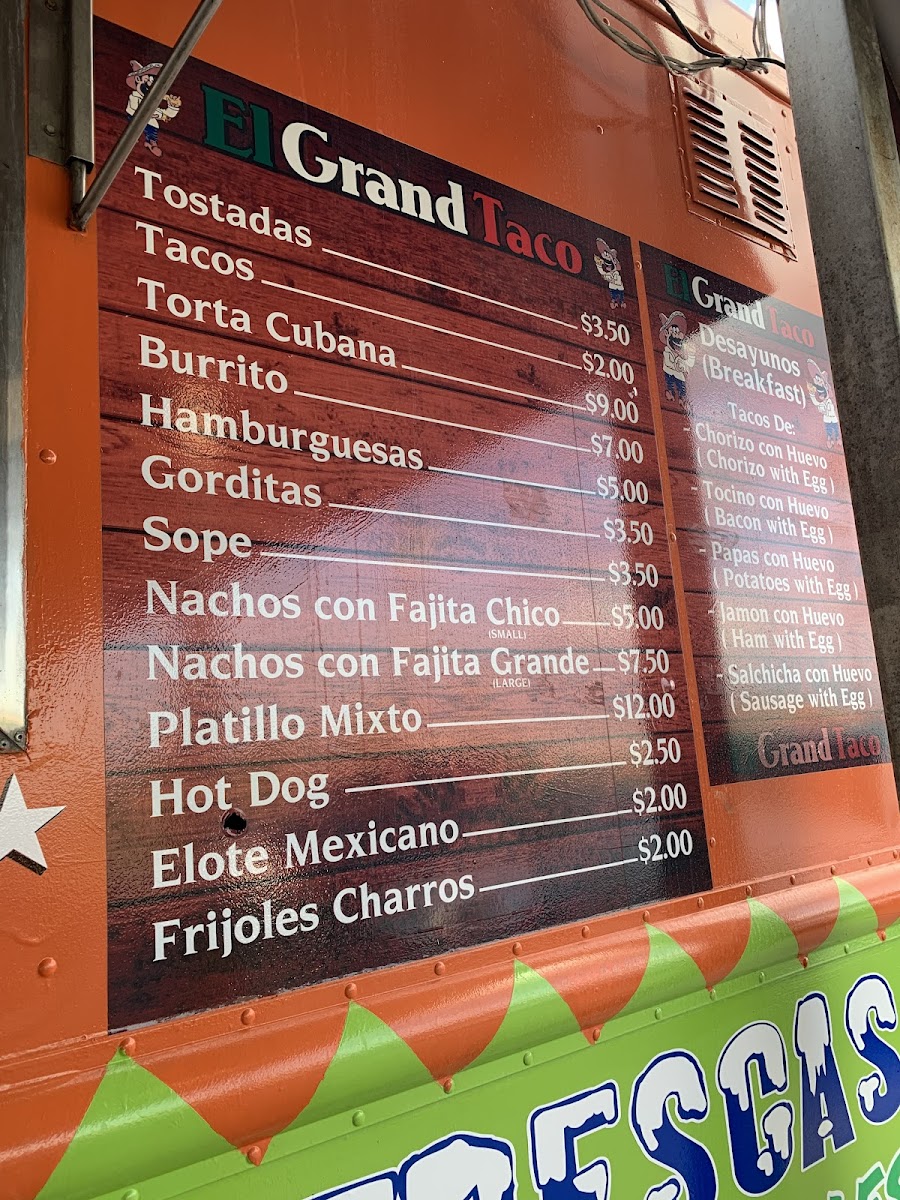 El Grand Taco
Tostadas $3.50
Tacos $2.00
Torta Cubana $9.00
Burrito $7.00
Hamburguesas $5.00
Gorditas $3.50
Sope $3.50
Nachos con Fajita Chico $5.00
(SMALL)
Nachos con Fajita Grande $7.50
(LARGE)
Platillo Mixto $12.00
Hot Dog $2.50
Elote Mexicano $2.00
Frijoles Charros $2.00
El Grand Taco
Desayunos
(Breakfast)
Tacos De:
- Chorizo con Huevo
( Chorizo with Egg )
- Tocino con Huevo
( Bacon with Egg )
- Papas con Huevo
( Potatoes with Egg )
- Jamon con Huevo
( Ham with Egg )
- Salchicha con Huevo
( Sausage with Egg )
Grand Taco
FRESCAS